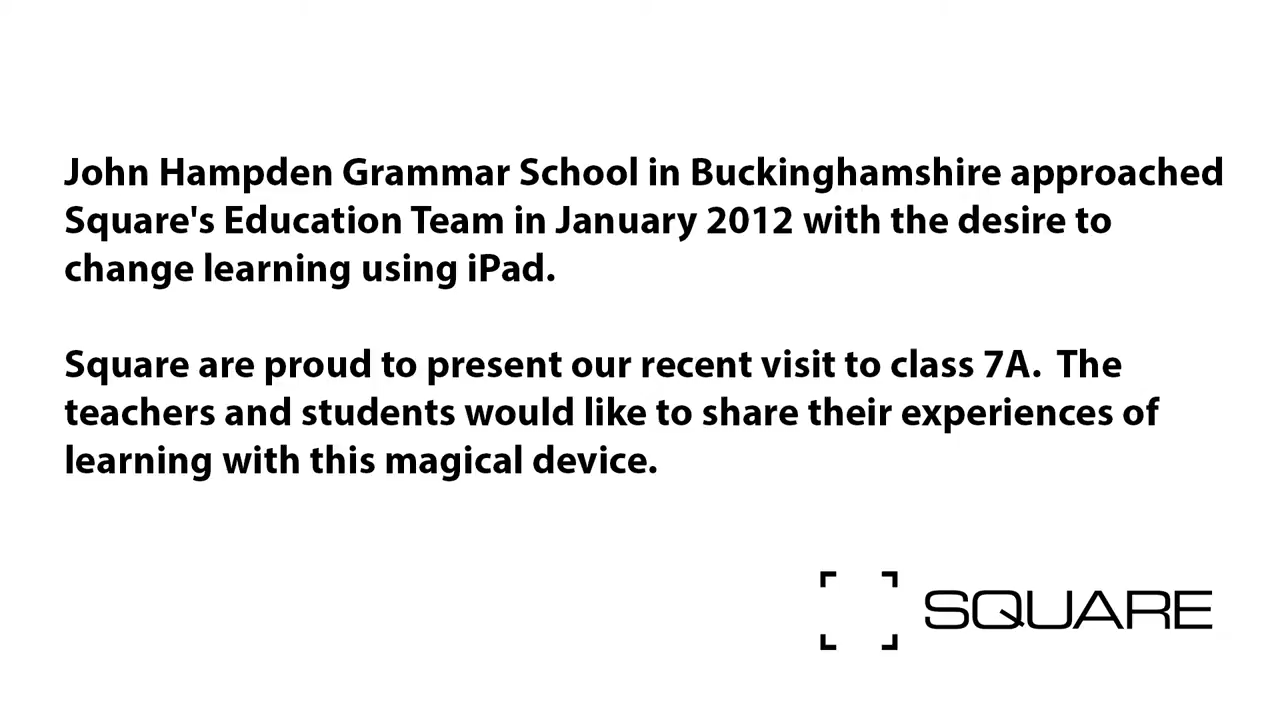 John Hampden Grammar School in Buckinghamshire approached
Square's Education Team in January 2012 with the desire to
change learning using iPad.
Square are proud to present our recent visit to class 7A.  The
teachers and students would like to share their experiences of
learning with this magical device.
SQUARE